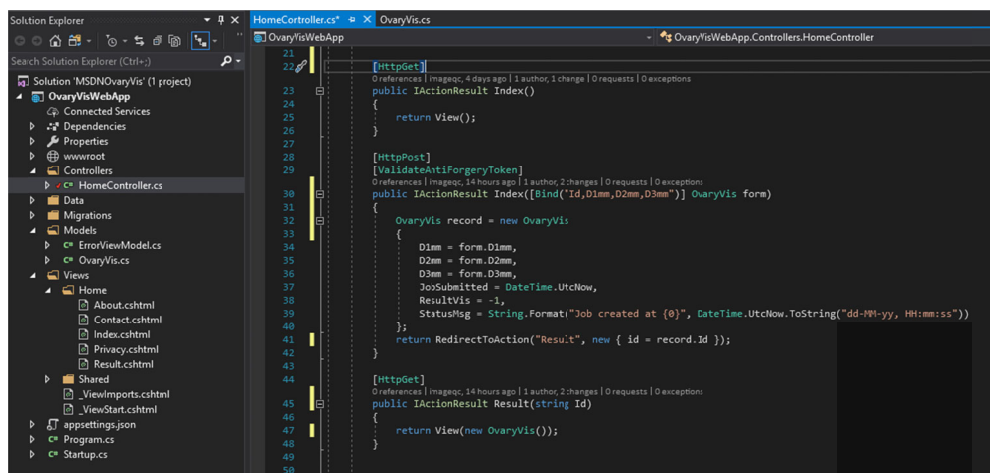 Solution Explorer
Search Solution Explorer (Ctrl+;)
Solution 'MSDNOvaryVis' (1 project)
OvaryVisWebApp
Connected Services
Dependencies
Properties
wwwroot
Controllers
C# HomeController.cs
Data
Migrations
Models
C# ErrorViewModel.cs
C# OvaryVis.cs
Views
Home
About.cshtml
Contact.cshtml
Index.cshtml
Privacy.cshtml
Result.cshtml
Shared
_ViewImports.cshtml
_ViewStart.cshtml
appsettings.json
C# Program.cs
C# Startup.cs
HomeController.cs* OvaryVis.cs
OvaryVisWebApp OvaryVisWebApp.Controllers.HomeController
21
22 [HttpGet]
0 references | imageqc, 4 days ago | 1 author, 1 change | 0 requests | 0 exceptions
23 public IActionResult Index()
24 {
25 return View();
26 }
27
28 [HttpPost]
29 [ValidateAntiForgeryToken]
0 references | imageqc, 14 hours ago | 1 author, 2 changes | 0 requests | 0 exceptions
30 public IActionResult Index([Bind("Id,D1mm,D2mm,D3mm")] OvaryVis form)
31 {
32 OvaryVis record = new OvaryVis
33 {
34 D1mm = form.D1mm,
35 D2mm = form.D2mm,
36 D3mm = form.D3mm,
37 JobSubmitted = DateTime.UtcNow,
38 ResultVis = -1,
39 StatusMsg = String.Format("Job created at {0}", DateTime.UtcNow.ToString("dd-MM-yy, HH:mm:ss"))
40 };
41 return RedirectToAction("Result", new { id = record.Id });
42 }
43
44 [HttpGet]
0 references | imageqc, 14 hours ago | 1 author, 2 changes | 0 requests | 0 exceptions
45 public IActionResult Result(string Id)
46 {
47 return View(new OvaryVis());
48 }
49
50